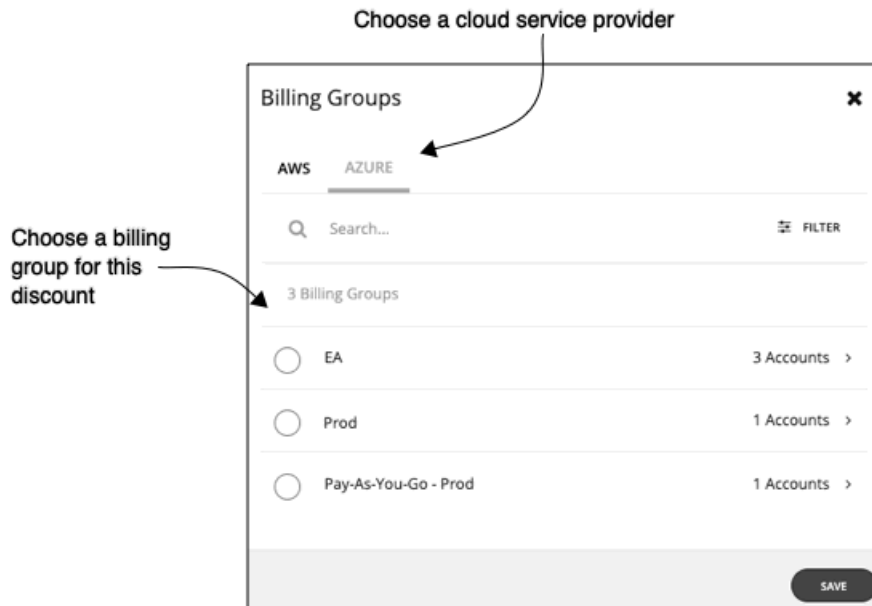 Choose a cloud service provider
Billing Groups
AWS AZURE
Search... FILTER
Choose a billing
group for this
discount
3 Billing Groups
EA 3 Accounts >
Prod 1 Accounts >
Pay-As-You-Go - Prod 1 Accounts >
SAVE